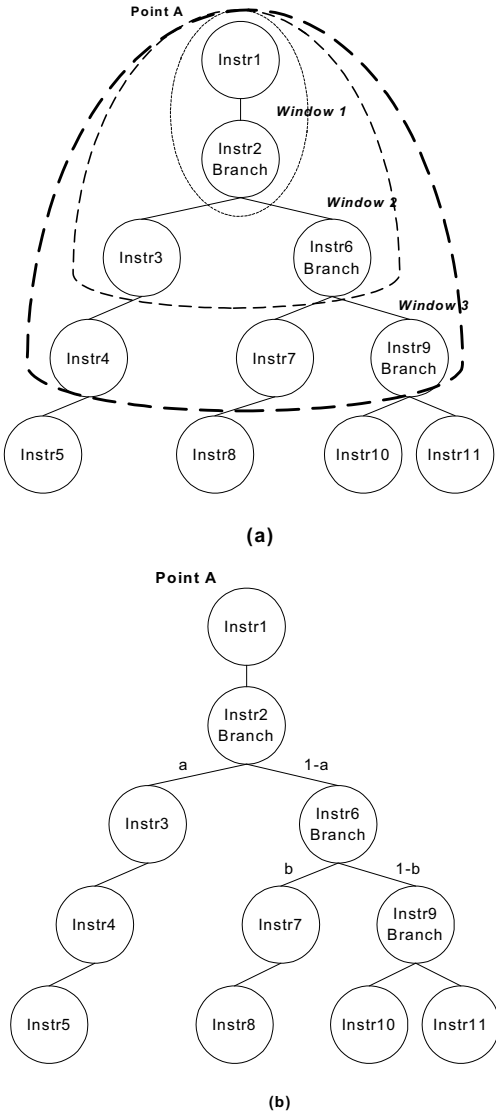 Point A
Instr1
Window 1
Instr2
Branch
Window 2
Instr3
Instr6
Branch
Window 3
Instr4
Instr7
Instr9
Branch
Instr5
Instr8
Instr10
Instr11
(a)
Point A
Instr1
Instr2
Branch
a
1-a
Instr3
Instr6
Branch
b
1-b
Instr4
Instr7
Instr9
Branch
Instr5
Instr8
Instr10
Instr11
(b)